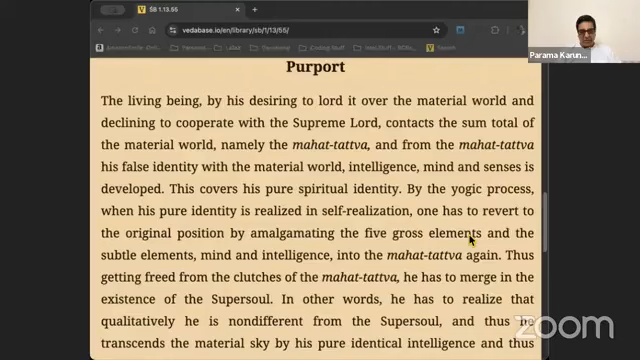 SB 1.13.55
vedabase.io/en/library/sb/1/13/55/
Parama Karun...
Purport
The living being, by his desiring to lord it over the material world and
declining to cooperate with the Supreme Lord, contacts the sum total of
the material world, namely the mahat-tattva, and from the mahat-tattva
his false identity with the material world, intelligence, mind and senses is
developed. This covers his pure spiritual identity. By the yogic process,
when his pure identity is realized in self-realization, one has to revert to
the original position by amalgamating the five gross elements and the
subtle elements, mind and intelligence, into the mahat-tattva again. Thus
getting freed from the clutches of the mahat-tattva, he has to merge in the
existence of the Supersoul. In other words, he has to realize that
qualitatively he is nondifferent from the Supersoul, and thus he
transcends the material sky by his pure identical intelligence and thus
zoom